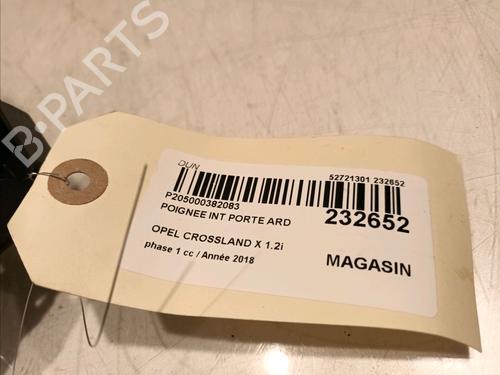 B-PARTS
DUN
52721301 232652
P205000382083
POIGNEE INT PORTE ARD
232652
OPEL CROSSLAND X 1.2i
phase 1 cc / Année 2018
MAGASIN